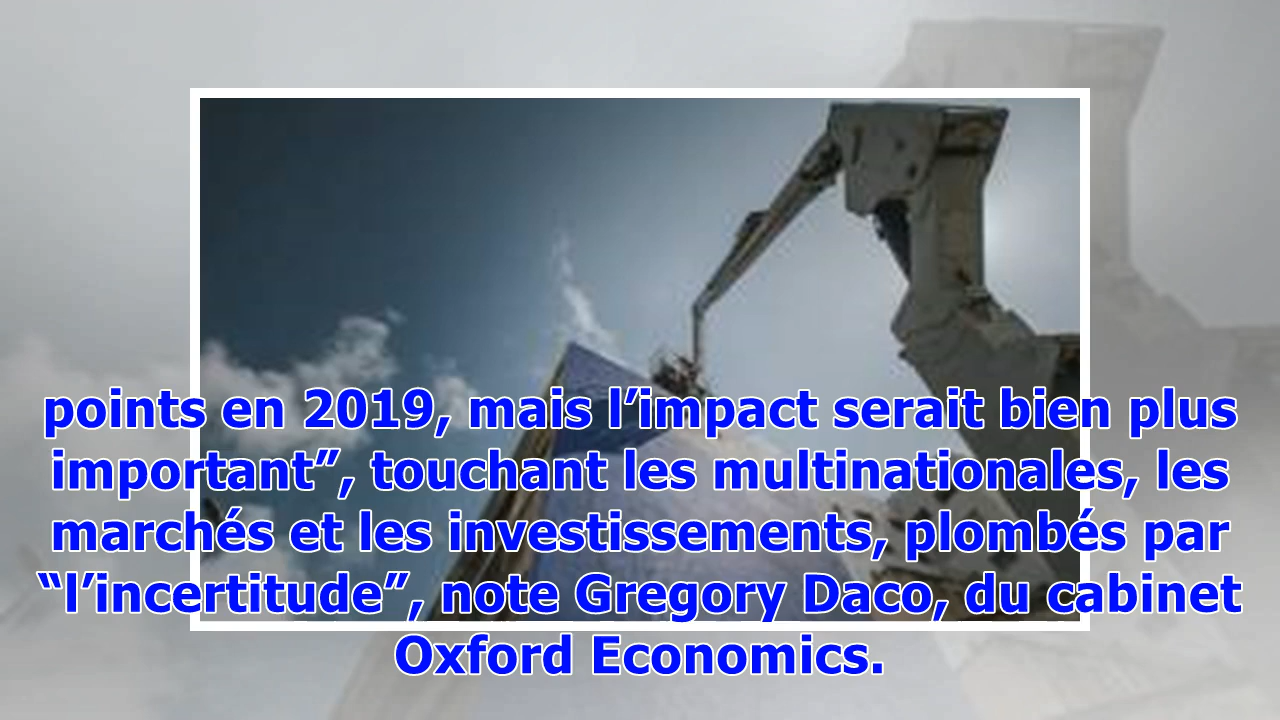 points en 2019, mais l’impact serait bien plus
important”, touchant les multinationales, les
marchés et les investissements, plombés par
“l’incertitude”, note Gregory Daco, du cabinet
Oxford Economics.